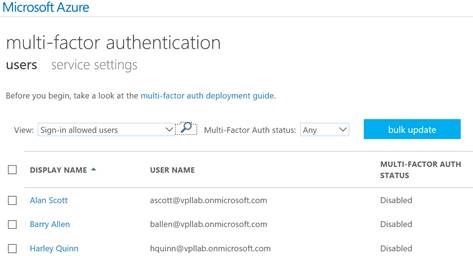 Microsoft Azure
multi-factor authentication
users service settings
Before you begin, take a look at the multi-factor auth deployment guide.
View: Sign-in allowed users Multi-Factor Auth status: Any bulk update
DISPLAY NAME USER NAME MULTI-FACTOR AUTH STATUS
Alan Scott ascott@vpllab.onmicrosoft.com Disabled
Barry Allen ballen@vpllab.onmicrosoft.com Disabled
Harley Quinn hquinn@vpllab.onmicrosoft.com Disabled